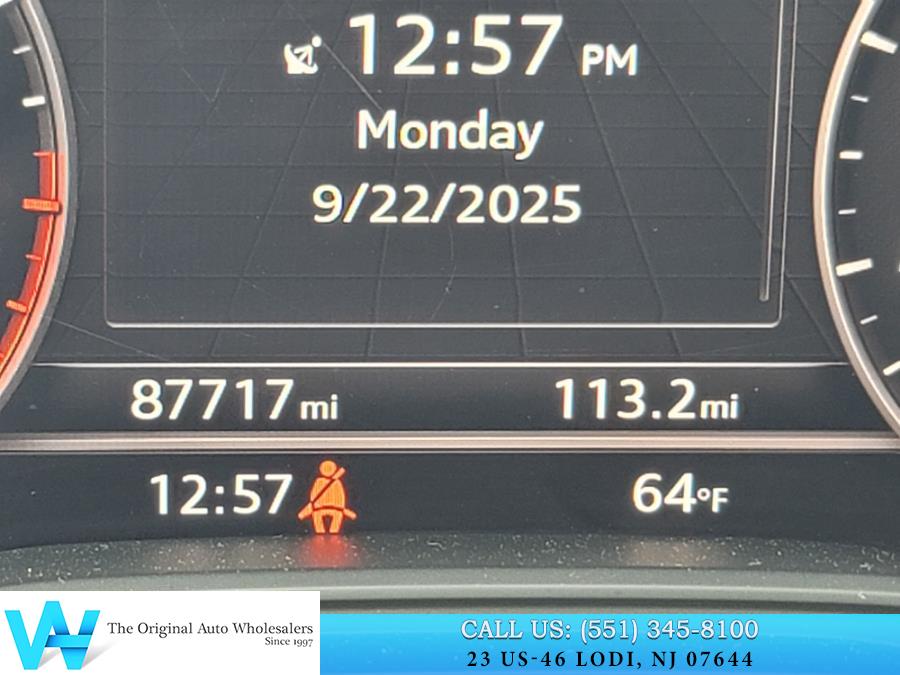 12:57 PM
Monday
9/22/2025
87717 mi 113.2 mi
12:57 64°F
The Original Auto Wholesalers
Since 1997
CALL US: (551) 345-8100
23 US-46 LODI, NJ 07644